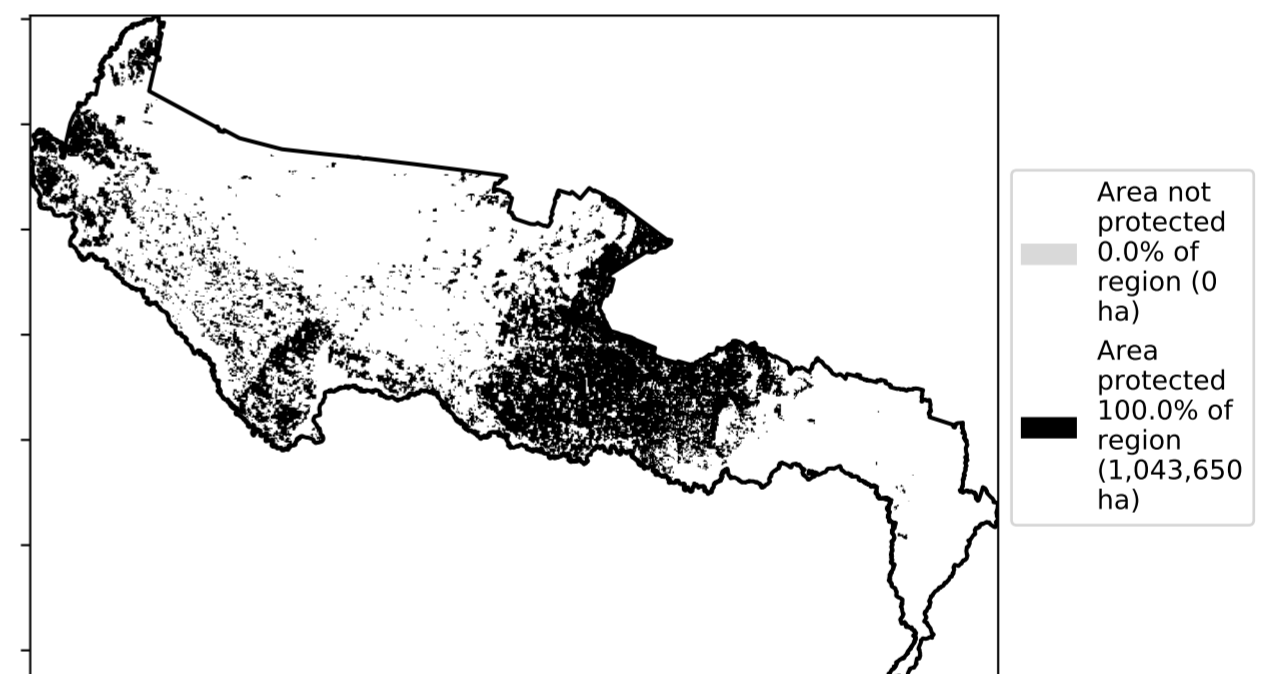 Area not
protected
0.0% of
region (0
ha)
Area
protected
100.0% of
region
(1,043,650
ha)